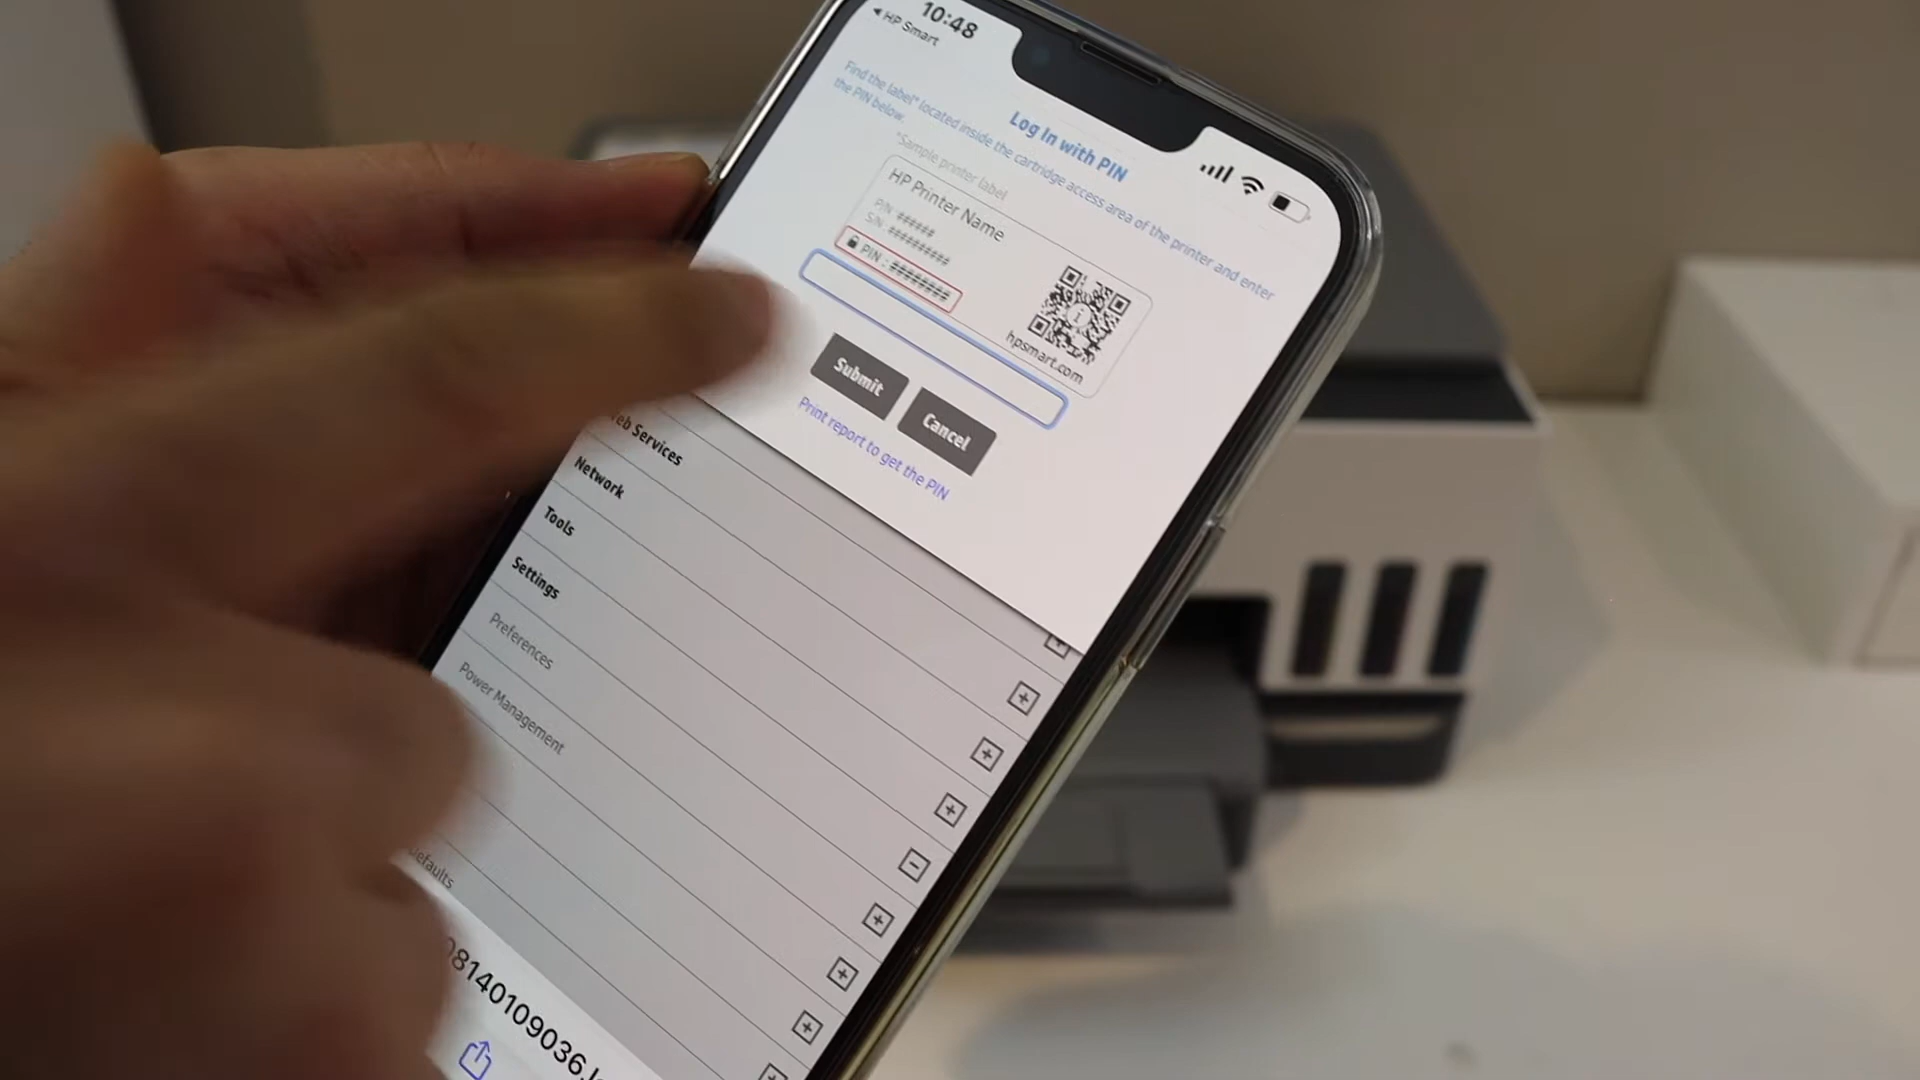 10:48
HP Smart
Log In with PIN
Find the label* located inside the cartridge access area of the printer and enter
the PIN below.
*Sample printer label
HP Printer Name
P/N: ######
S/N: ##########
PIN : ########
hpsmart.com
Submit
Cancel
Print report to get the PIN
Web Services
Network
Tools
Settings
Preferences
Power Management
Defaults
08140109036.